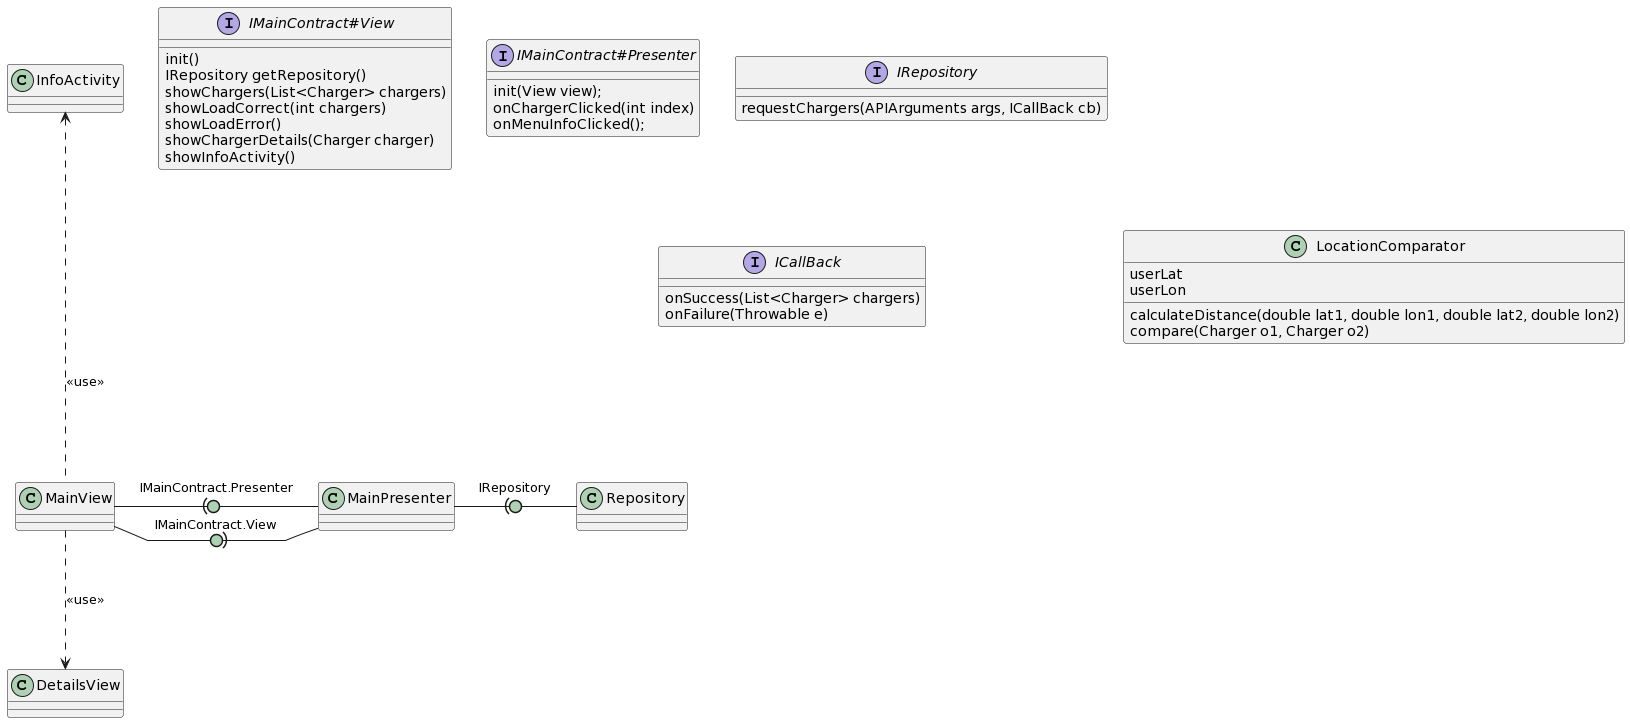 IMainContract#View
init()
IRepository getRepository()
showChargers(List<Charger> chargers)
showLoadCorrect(int chargers)
showLoadError()
showChargerDetails(Charger charger)
showInfoActivity()
IMainContract#Presenter
init(View view);
onChargerClicked(int index)
onMenuInfoClicked();
IRepository
requestChargers(APIArguments args, ICallBack cb)
InfoActivity
ICallBack
onSuccess(List<Charger> chargers)
onFailure(Throwable e)
LocationComparator
userLat
userLon
calculateDistance(double lat1, double lon1, double lat2, double lon2)
compare(Charger o1, Charger o2)
«use»
MainView
IMainContract.Presenter
IMainContract.View
MainPresenter
IRepository
Repository
«use»
DetailsView